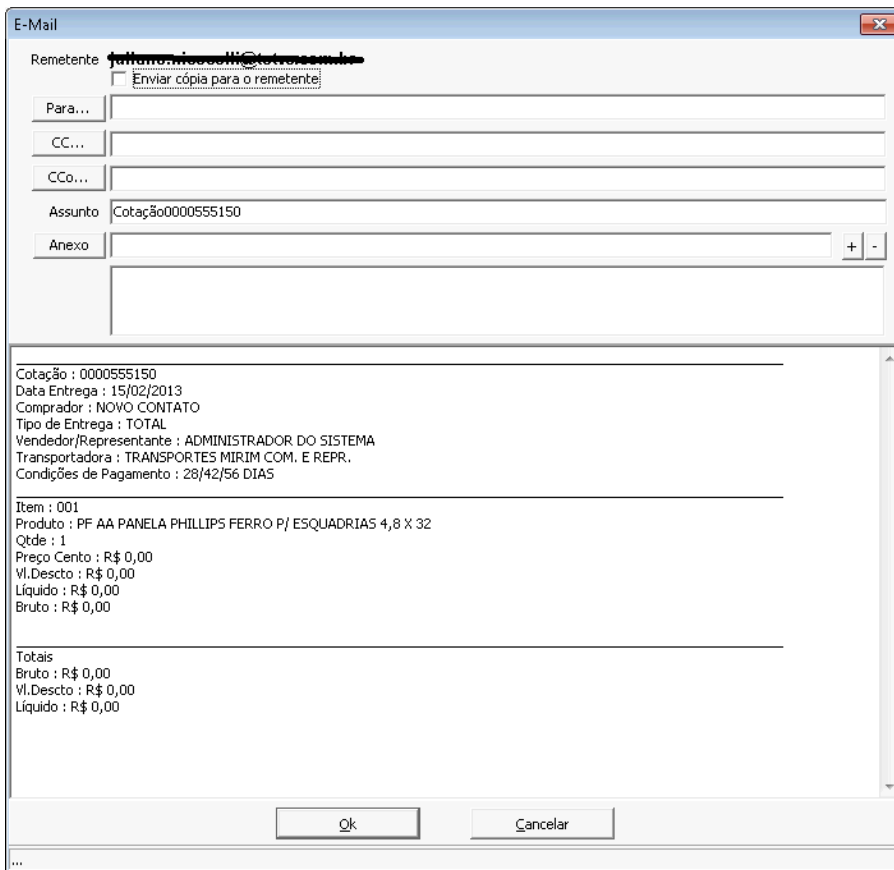 E-Mail
Remetente
Enviar cópia para o remetente
Para...
CC...
CCo...
Assunto Cotação0000555150
Anexo + -
Cotação : 0000555150
Data Entrega : 15/02/2013
Comprador : NOVO CONTATO
Tipo de Entrega : TOTAL
Vendedor/Representante : ADMINISTRADOR DO SISTEMA
Transportadora : TRANSPORTES MIRIM COM. E REPR.
Condições de Pagamento : 28/42/56 DIAS
Item : 001
Produto : PF AA PANELA PHILLIPS FERRO P/ ESQUADRIAS 4,8 X 32
Qtde : 1
Preço Cento : R$ 0,00
Vl.Descto : R$ 0,00
Líquido : R$ 0,00
Bruto : R$ 0,00
Totais
Bruto : R$ 0,00
Vl.Descto : R$ 0,00
Líquido : R$ 0,00
Ok Cancelar
...